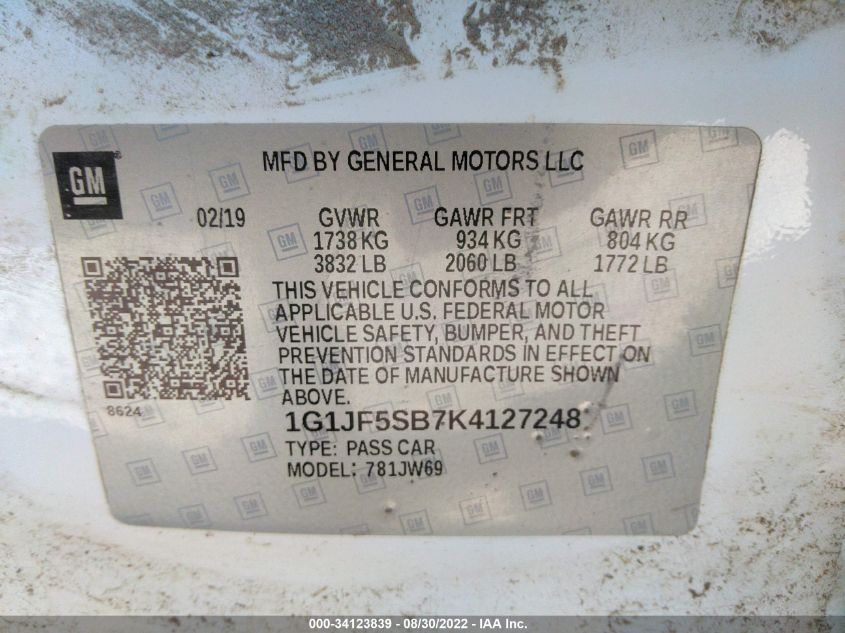 GM
MFD BY GENERAL MOTORS LLC
02/19 GVWR GAWR FRT GAWR RR
1738 KG 934 KG 804 KG
3832 LB 2060 LB 1772 LB
THIS VEHICLE CONFORMS TO ALL
APPLICABLE U.S. FEDERAL MOTOR
VEHICLE SAFETY, BUMPER, AND THEFT
PREVENTION STANDARDS IN EFFECT ON
THE DATE OF MANUFACTURE SHOWN
ABOVE.
8624
1G1JF5SB7K4127248
TYPE: PASS CAR
MODEL: 781JW69
000-34123839 - 08/30/2022 - IAA Inc.